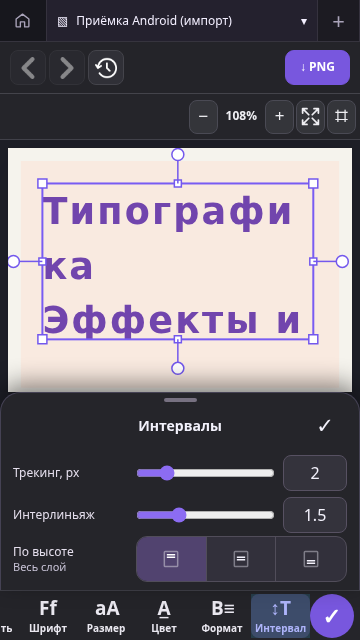 Приёмка Android (импорт)
↓ PNG
108%
Типографи
ка
Эффекты и
Интервалы
Трекинг, px 2
Интерлиньяж 1.5
По высоте
Весь слой
Ff aA A B≡ ↕T
ть Шрифт Размер Цвет Формат Интервал